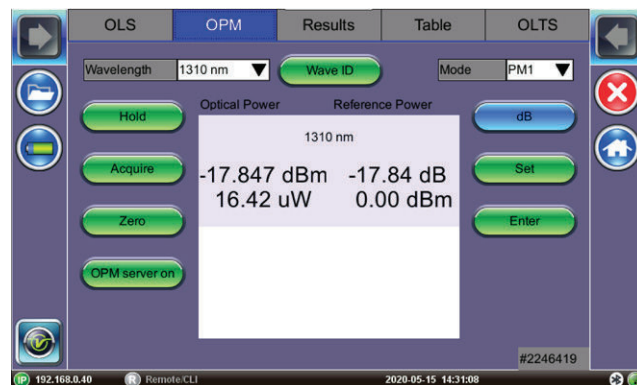 OLS OPM Results Table OLTS
Wavelength 1310 nm Wave ID Mode PM1
Optical Power Reference Power
Hold dB
1310 nm
Acquire -17.847 dBm -17.84 dB Set
16.42 uW 0.00 dBm
Zero Enter
OPM server on
#2246419
IP 192.168.0.40 R Remote/CLI 2020-05-15 14:31:08